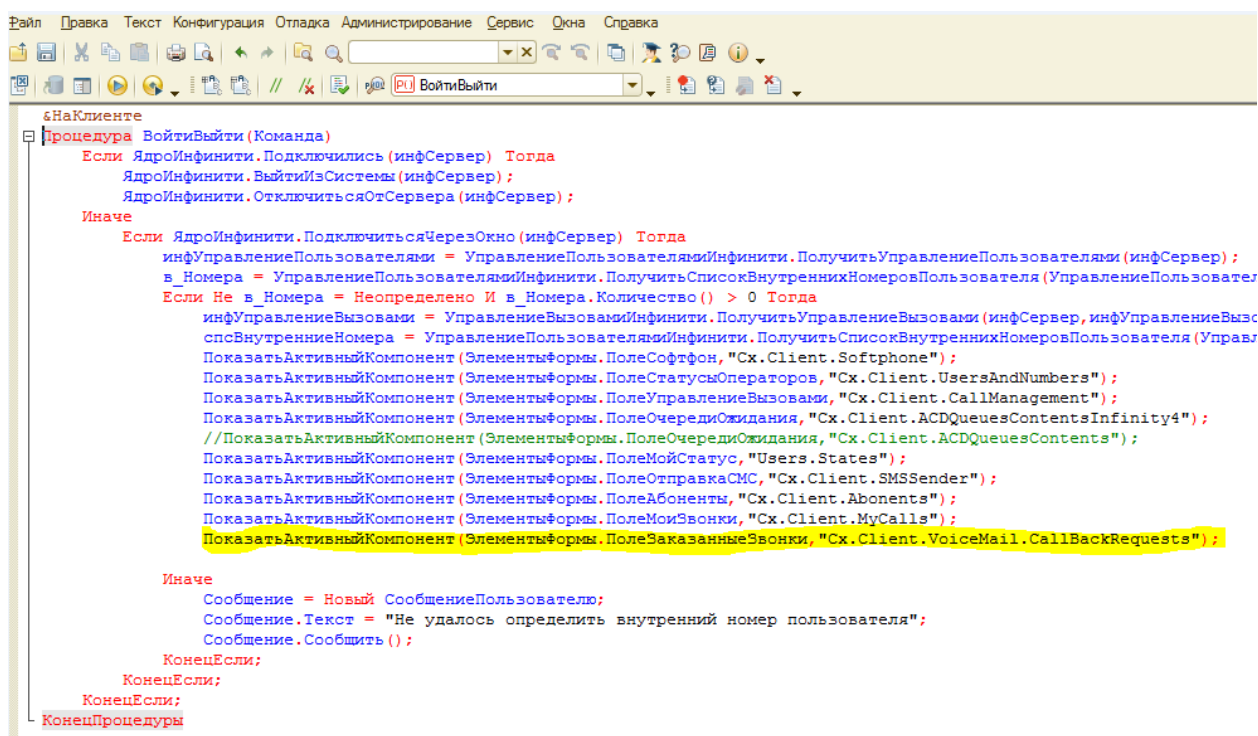 Файл Правка Текст Конфигурация Отладка Администрирование Сервис Окна Справка
ВойтиВыйти
&НаКлиенте
Процедура ВойтиВыйти(Команда)
Если ЯдроИнфинити.Подключились(инфСервер) Тогда
ЯдроИнфинити.ВыйтиИзСистемы(инфСервер);
ЯдроИнфинити.ОтключитьсяОтСервера(инфСервер);
Иначе
Если ЯдроИнфинити.ПодключитьсяЧерезОкно(инфСервер) Тогда
инфУправлениеПользователями = УправлениеПользователямиИнфинити.ПолучитьУправлениеПользователями(инфСервер);
в_Номера = УправлениеПользователямиИнфинити.ПолучитьСписокВнутреннихНомеровПользователя(УправлениеПользовател
Если Не в_Номера = Неопределено И в_Номера.Количество() > 0 Тогда
инфУправлениеВызовами = УправлениеВызовамиИнфинити.ПолучитьУправлениеВызовами(инфСервер,инфУправлениеВызо
спсВнутренниеНомера = УправлениеПользователямиИнфинити.ПолучитьСписокВнутреннихНомеровПользователя(Управл
ПоказатьАктивныйКомпонент(ЭлементыФормы.ПолеСофтфон,"Cx.Client.Softphone");
ПоказатьАктивныйКомпонент(ЭлементыФормы.ПолеСтатусыОператоров,"Cx.Client.UsersAndNumbers");
ПоказатьАктивныйКомпонент(ЭлементыФормы.ПолеУправлениеВызовами,"Cx.Client.CallManagement");
ПоказатьАктивныйКомпонент(ЭлементыФормы.ПолеОчередиОжидания,"Cx.Client.ACDQueuesContentsInfinity4");
//ПоказатьАктивныйКомпонент(ЭлементыФормы.ПолеОчередиОжидания,"Cx.Client.ACDQueuesContents");
ПоказатьАктивныйКомпонент(ЭлементыФормы.ПолеМойСтатус,"Users.States");
ПоказатьАктивныйКомпонент(ЭлементыФормы.ПолеОтправкаСМС,"Cx.Client.SMSSender");
ПоказатьАктивныйКомпонент(ЭлементыФормы.ПолеАбоненты,"Cx.Client.Abonents");
ПоказатьАктивныйКомпонент(ЭлементыФормы.ПолеМоиЗвонки,"Cx.Client.MyCalls");
ПоказатьАктивныйКомпонент(ЭлементыФормы.ПолеЗаказанныеЗвонки,"Cx.Client.VoiceMail.CallBackRequests");
Иначе
Сообщение = Новый СообщениеПользователю;
Сообщение.Текст = "Не удалось определить внутренний номер пользователя";
Сообщение.Сообщить();
КонецЕсли;
КонецЕсли;
КонецЕсли;
КонецПроцедуры